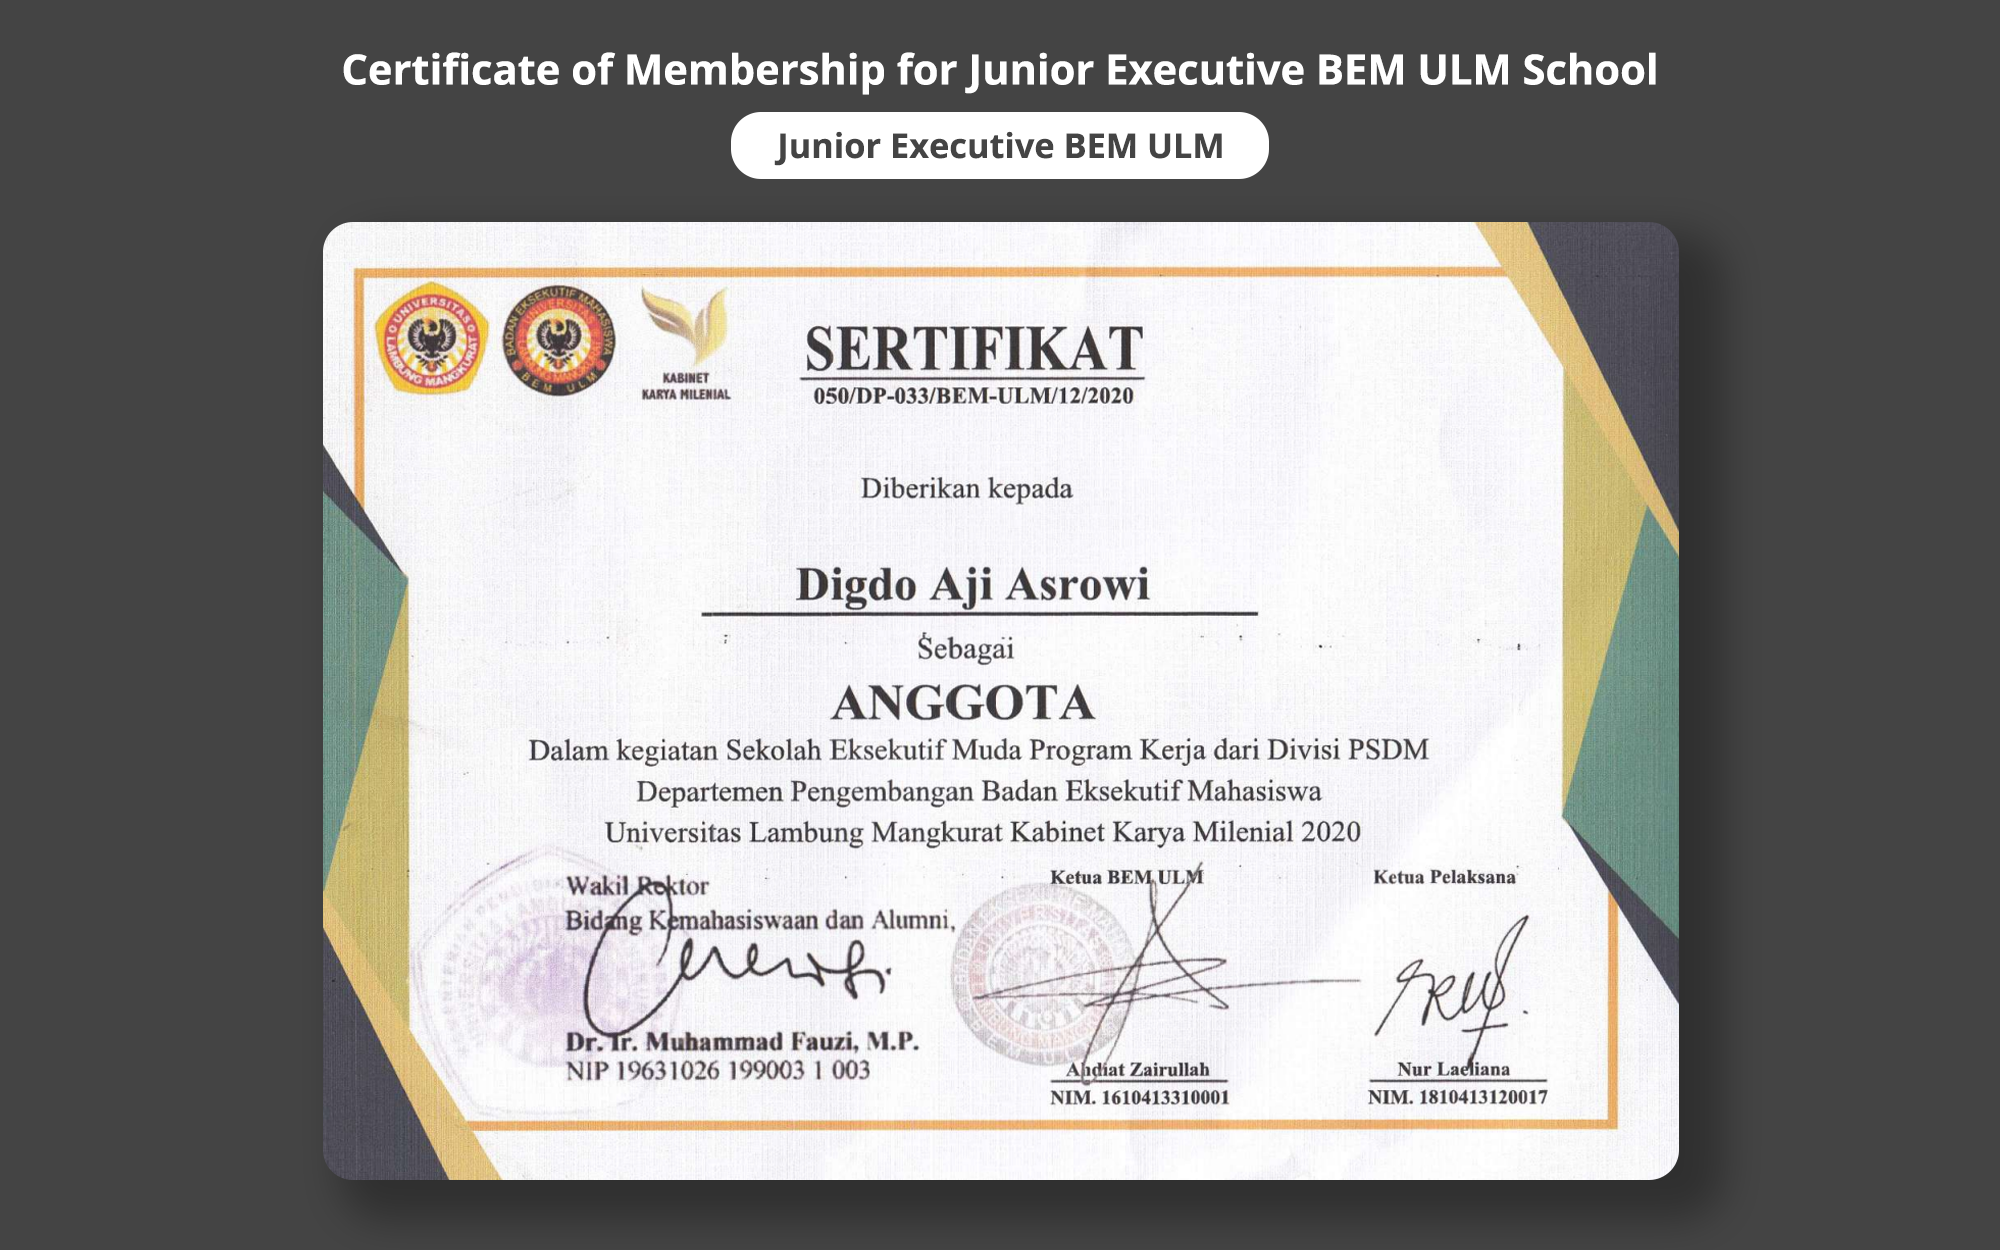 Certificate of Membership for Junior Executive BEM ULM School
Junior Executive BEM ULM
UNIVERSITAS
LAMBUNG MANGKURAT
BADAN EKSEKUTIF MAHASISWA
UNIVERSITAS
LAMBUNG MANGKURAT
BEM ULM
KABINET
KARYA MILENIAL
SERTIFIKAT
050/DP-033/BEM-ULM/12/2020
Diberikan kepada
Digdo Aji Asrowi
Sebagai
ANGGOTA
Dalam kegiatan Sekolah Eksekutif Muda Program Kerja dari Divisi PSDM
Departemen Pengembangan Badan Eksekutif Mahasiswa
Universitas Lambung Mangkurat Kabinet Karya Milenial 2020
Wakil Rektor
Bidang Kemahasiswaan dan Alumni,
Dr. Ir. Muhammad Fauzi, M.P.
NIP 19631026 199003 1 003
Ketua BEM ULM
Abdiat Zairullah
NIM. 1610413310001
Ketua Pelaksana
Nur Laeliana
NIM. 1810413120017